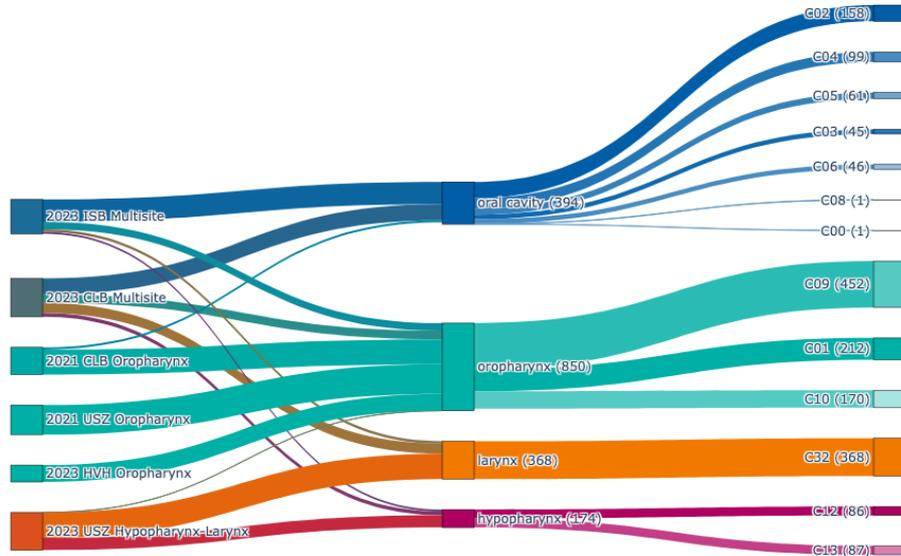 2023 ISB Multisite
2023 CLB Multisite
2021 CLB Oropharynx
2021 USZ Oropharynx
2023 HVH Oropharynx
2023 USZ Hypopharynx-Larynx
oral cavity (394)
oropharynx (850)
larynx (368)
hypopharynx (174)
C02 (158)
C04 (99)
C05 (61)
C03 (45)
C06 (46)
C08 (1)
C00 (1)
C09 (452)
C01 (212)
C10 (170)
C32 (368)
C12 (86)
C13 (87)